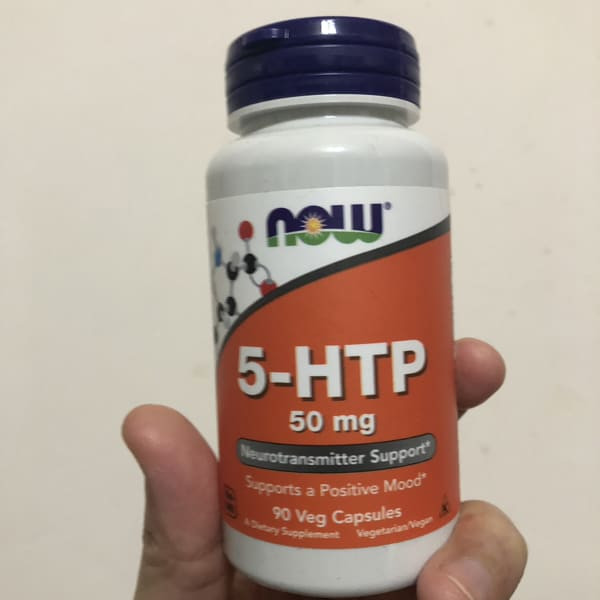 NOW®
5-HTP
50 mg
Neurotransmitter Support*
Supports a Positive Mood*
90 Veg Capsules
A Dietary Supplement Vegetarian/Vegan